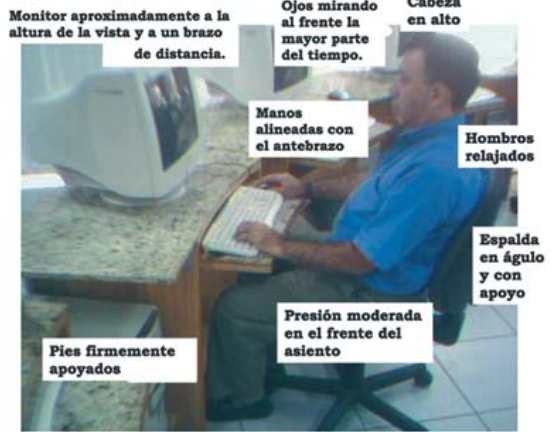 Monitor aproximadamente a la
altura de la vista y a un brazo
de distancia.
Ojos mirando
al frente la
mayor parte
del tiempo.
Cabeza
en alto
Manos
alineadas con
el antebrazo
Hombros
relajados
Espalda
en águlo
y con
apoyo
Presión moderada
en el frente del
asiento
Pies firmemente
apoyados